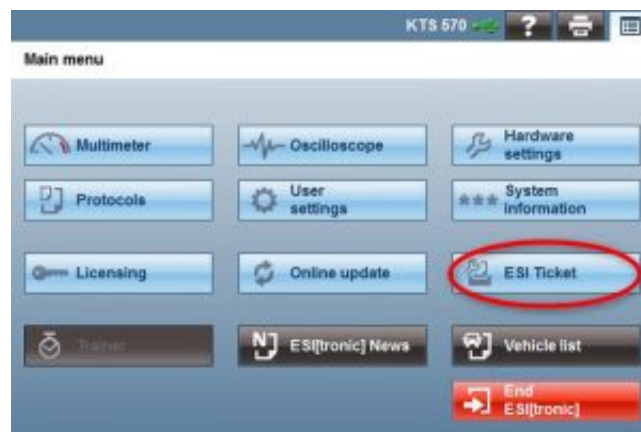 KTS 570
?
Main menu
Multimeter
Oscilloscope
Hardware
settings
Protocols
User
settings
System
information
Licensing
Online update
ESI Ticket
Trainer
ESI[tronic] News
Vehicle list
End
ESI[tronic]